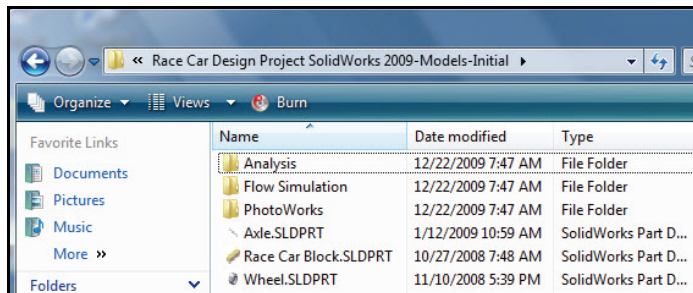 « Race Car Design Project SolidWorks 2009-Models-Initial
Organize Views Burn
Favorite Links
Documents
Pictures
Music
More »
Folders
Name Date modified Type
Analysis 12/22/2009 7:47 AM File Folder
Flow Simulation 12/22/2009 7:47 AM File Folder
PhotoWorks 12/22/2009 7:47 AM File Folder
Axle.SLDPRT 1/12/2009 10:59 AM SolidWorks Part D...
Race Car Block.SLDPRT 10/27/2008 7:48 AM SolidWorks Part D...
Wheel.SLDPRT 11/10/2008 5:39 PM SolidWorks Part D...